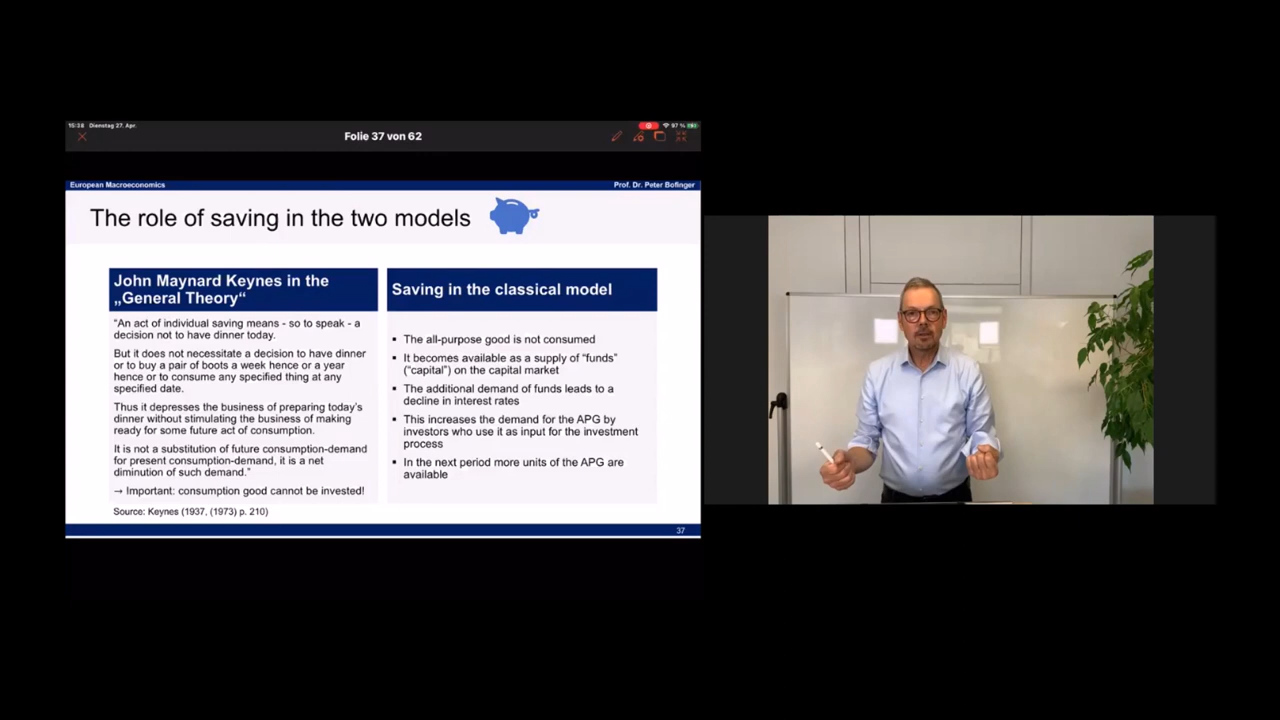 15:38 Dienstag 27. Apr.
97 %
Folie 37 von 62
European Macroeconomics
Prof. Dr. Peter Bofinger
The role of saving in the two models
John Maynard Keynes in the
„General Theory“
“An act of individual saving means - so to speak - a
decision not to have dinner today.
But it does not necessitate a decision to have dinner
or to buy a pair of boots a week hence or a year
hence or to consume any specified thing at any
specified date.
Thus it depresses the business of preparing today’s
dinner without stimulating the business of making
ready for some future act of consumption.
It is not a substitution of future consumption-demand
for present consumption-demand, it is a net
diminution of such demand.”
→ Important: consumption good cannot be invested!
Source: Keynes (1937, (1973) p. 210)
Saving in the classical model
▪ The all-purpose good is not consumed
▪ It becomes available as a supply of “funds”
(“capital”) on the capital market
▪ The additional demand of funds leads to a
decline in interest rates
▪ This increases the demand for the APG by
investors who use it as input for the investment
process
▪ In the next period more units of the APG are
available
37